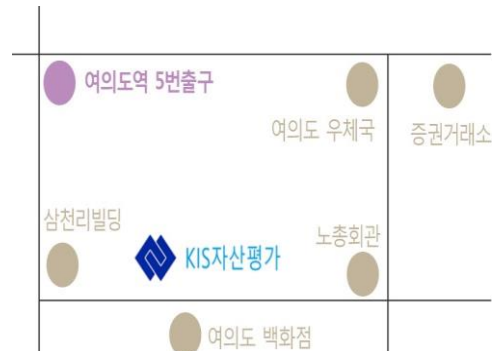 여의도역 5번출구
여의도 우체국
증권거래소
삼천리빌딩
KIS자산평가
노총회관
여의도 백화점